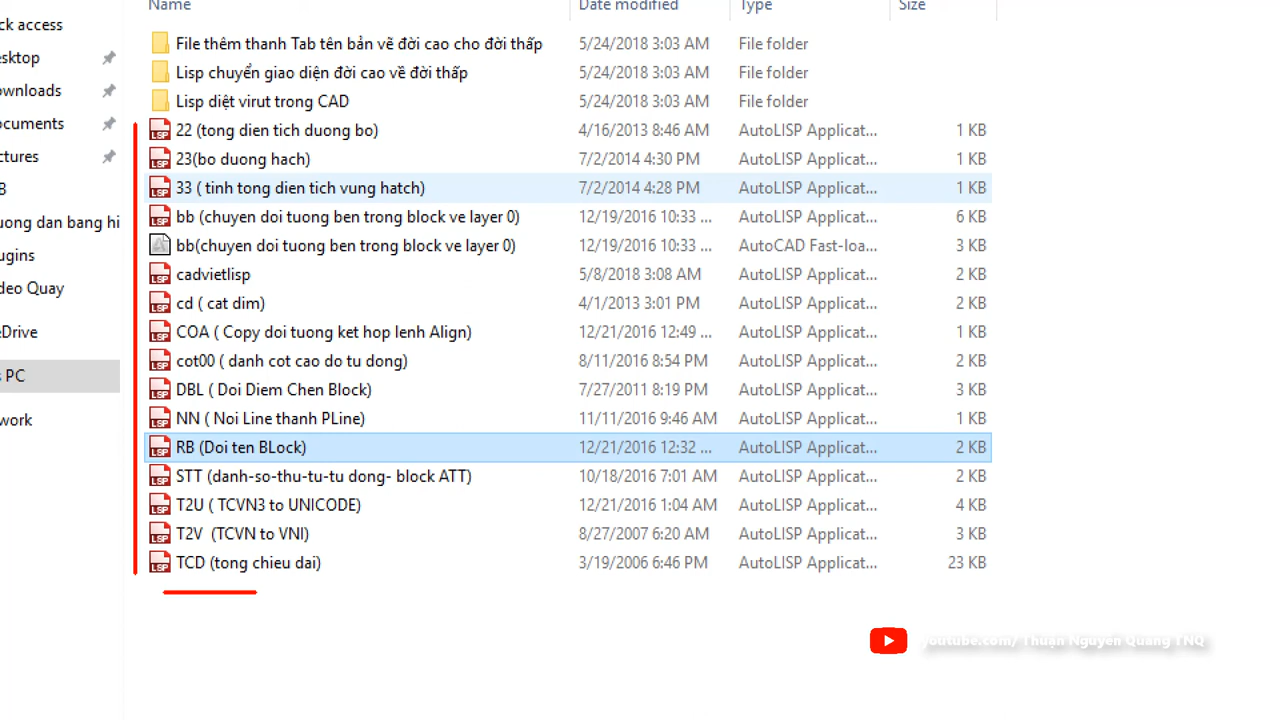 Name Date modified Type Size
ck access
esktop
ownloads
ocuments
ctures
B
uong dan bang hi
ugins
deo Quay
eDrive
s PC
work
File thêm thanh Tab tên bản vẽ đời cao cho đời thấp 5/24/2018 3:03 AM File folder
Lisp chuyển giao diện đời cao về đời thấp 5/24/2018 3:03 AM File folder
Lisp diệt virut trong CAD 5/24/2018 3:03 AM File folder
22 (tong dien tich duong bo) 4/16/2013 8:46 AM AutoLISP Applicat... 1 KB
23(bo duong hach) 7/2/2014 4:30 PM AutoLISP Applicat... 1 KB
33 ( tinh tong dien tich vung hatch) 7/2/2014 4:28 PM AutoLISP Applicat... 1 KB
bb (chuyen doi tuong ben trong block ve layer 0) 12/19/2016 10:33 ... AutoLISP Applicat... 6 KB
bb(chuyen doi tuong ben trong block ve layer 0) 12/19/2016 10:33 ... AutoCAD Fast-loa... 3 KB
cadvietlisp 5/8/2018 3:08 AM AutoLISP Applicat... 2 KB
cd ( cat dim) 4/1/2013 3:01 PM AutoLISP Applicat... 2 KB
COA ( Copy doi tuong ket hop lenh Align) 12/21/2016 12:49 ... AutoLISP Applicat... 1 KB
cot00 ( danh cot cao do tu dong) 8/11/2016 8:54 PM AutoLISP Applicat... 2 KB
DBL ( Doi Diem Chen Block) 7/27/2011 8:19 PM AutoLISP Applicat... 3 KB
NN ( Noi Line thanh PLine) 11/11/2016 9:46 AM AutoLISP Applicat... 1 KB
RB (Doi ten BLock) 12/21/2016 12:32 ... AutoLISP Applicat... 2 KB
STT (danh-so-thu-tu-tu dong- block ATT) 10/18/2016 7:01 AM AutoLISP Applicat... 2 KB
T2U ( TCVN3 to UNICODE) 12/21/2016 1:04 AM AutoLISP Applicat... 4 KB
T2V (TCVN to VNI) 8/27/2007 6:20 AM AutoLISP Applicat... 3 KB
TCD (tong chieu dai) 3/19/2006 6:46 PM AutoLISP Applicat... 23 KB
youtube.com/ Thuận Nguyễn Quang TNQ